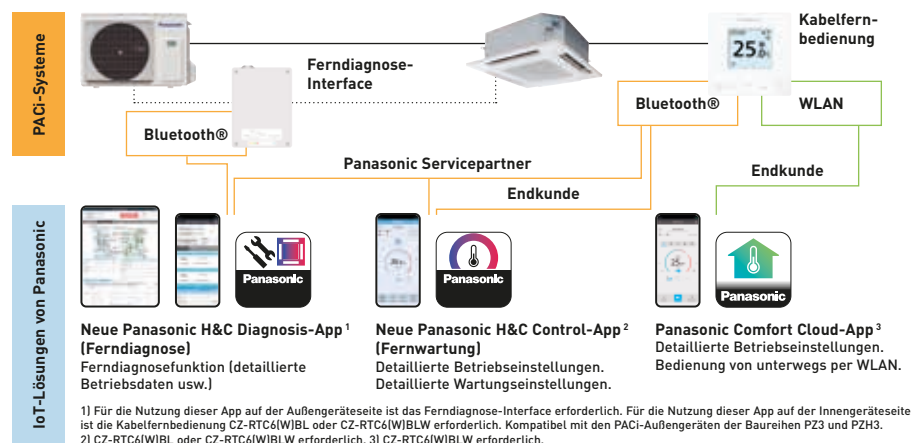 PACi-Systeme
Panasonic
Ferndiagnose-
Interface
Kabelfern-
bedienung
25
Bluetooth®
Bluetooth®
WLAN
Panasonic Servicepartner
Endkunde
Endkunde
IoT-Lösungen von Panasonic
Panasonic
Panasonic
Panasonic
Neue Panasonic H&C Diagnosis-App 1
(Ferndiagnose)
Ferndiagnosefunktion (detaillierte
Betriebsdaten usw.)
Neue Panasonic H&C Control-App 2
(Fernwartung)
Detaillierte Betriebseinstellungen.
Detaillierte Wartungseinstellungen.
Panasonic Comfort Cloud-App 3
Detaillierte Betriebseinstellungen.
Bedienung von unterwegs per WLAN.
1) Für die Nutzung dieser App auf der Außengeräteseite ist das Ferndiagnose-Interface erforderlich. Für die Nutzung dieser App auf der Innengeräteseite
ist die Kabelfernbedienung CZ-RTC6(W)BL oder CZ-RTC6(W)BLW erforderlich. Kompatibel mit den PACi-Außengeräten der Baureihen PZ3 und PZH3.
2) CZ-RTC6(W)BL oder CZ-RTC6(W)BLW erforderlich. 3) CZ-RTC6(W)BLW erforderlich.